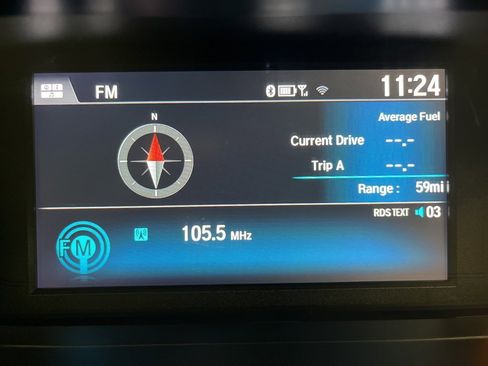 FM 11:24
N
Average Fuel
Current Drive --.-
Trip A --.-
Range : 59mi
RDS TEXT 03
FM 105.5 MHz